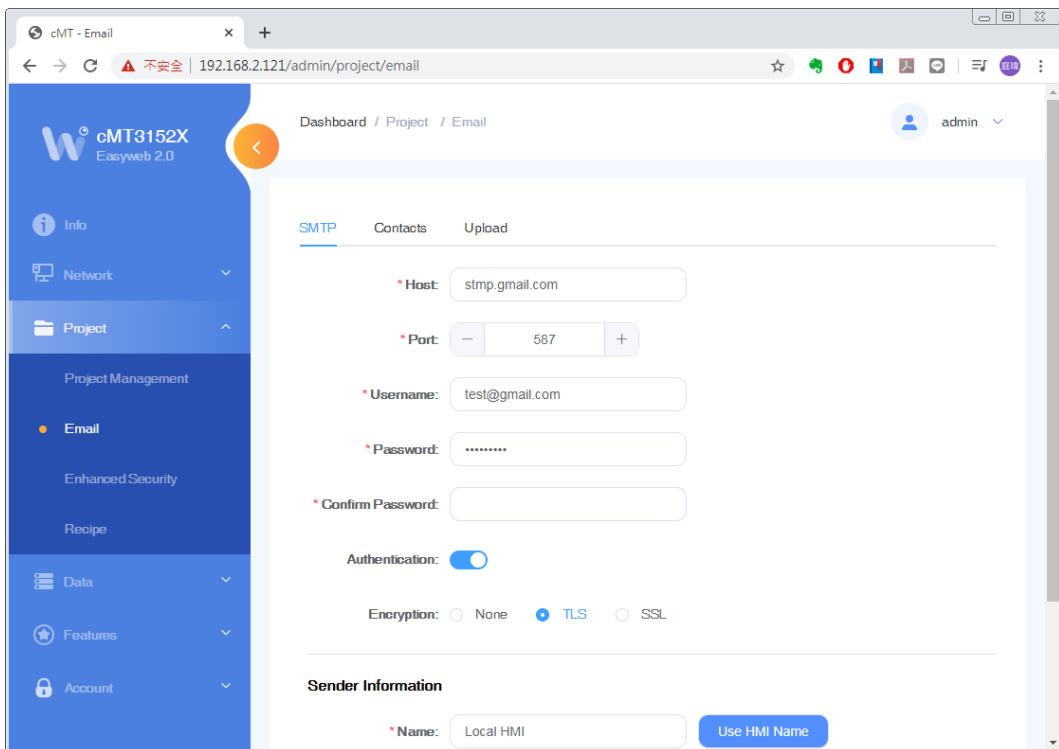 cMT - Email
不安全 | 192.168.2.121/admin/project/email
庭瑋
cMT3152X
Easyweb 2.0
Dashboard / Project / Email
admin
Info
Network
Project
Project Management
Email
Enhanced Security
Recipe
Data
Features
Account
SMTP Contacts Upload
* Host: stmp.gmail.com
* Port: 587
* Username: test@gmail.com
* Password: •••••••••
* Confirm Password:
Authentication:
Encryption: None TLS SSL
Sender Information
* Name: Local HMI Use HMI Name